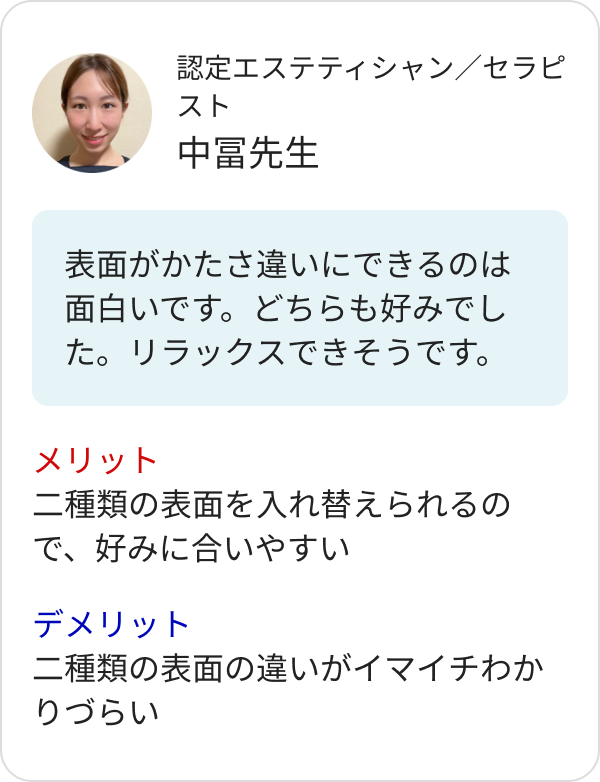 認定エステティシャン／セラピ
スト
中冨先生
表面がかたさ違いにできるのは
面白いです。どちらも好みでし
た。リラックスできそうです。
メリット
二種類の表面を入れ替えられるの
で、好みに合いやすい
デメリット
二種類の表面の違いがイマイチわか
りづらい